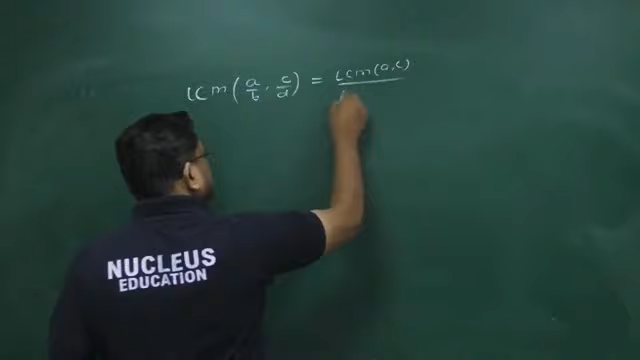 LCM (a/b, c/d) = LCM(a,c)
NUCLEUS
EDUCATION